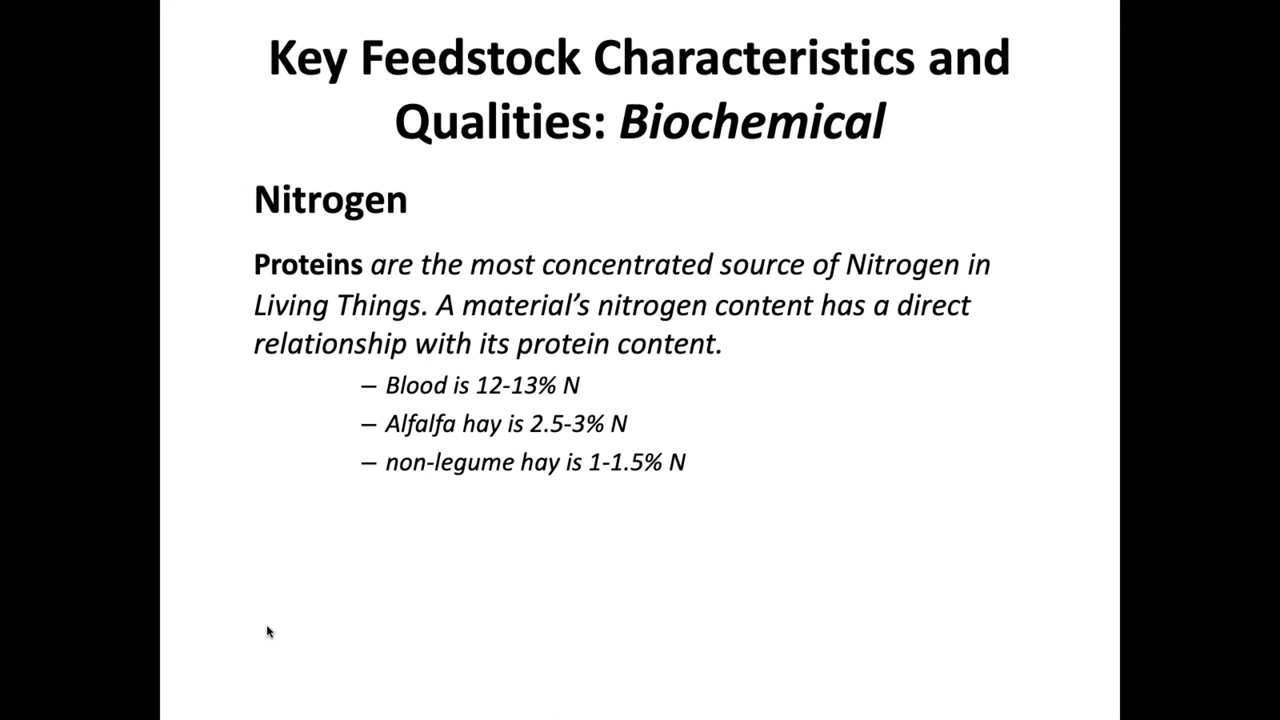 Key Feedstock Characteristics and
Qualities: Biochemical
Nitrogen
Proteins are the most concentrated source of Nitrogen in
Living Things. A material’s nitrogen content has a direct
relationship with its protein content.
– Blood is 12-13% N
– Alfalfa hay is 2.5-3% N
– non-legume hay is 1-1.5% N